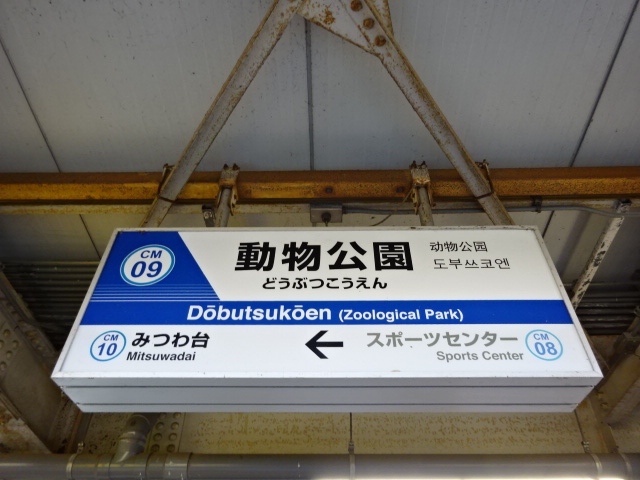 CM
09
動物公園
动物公园
도부쓰코엔
どうぶつこうえん
Dōbutsukōen (Zoological Park)
CM
10
みつわ台
Mitsuwadai
←
スポーツセンター
Sports Center
CM
08